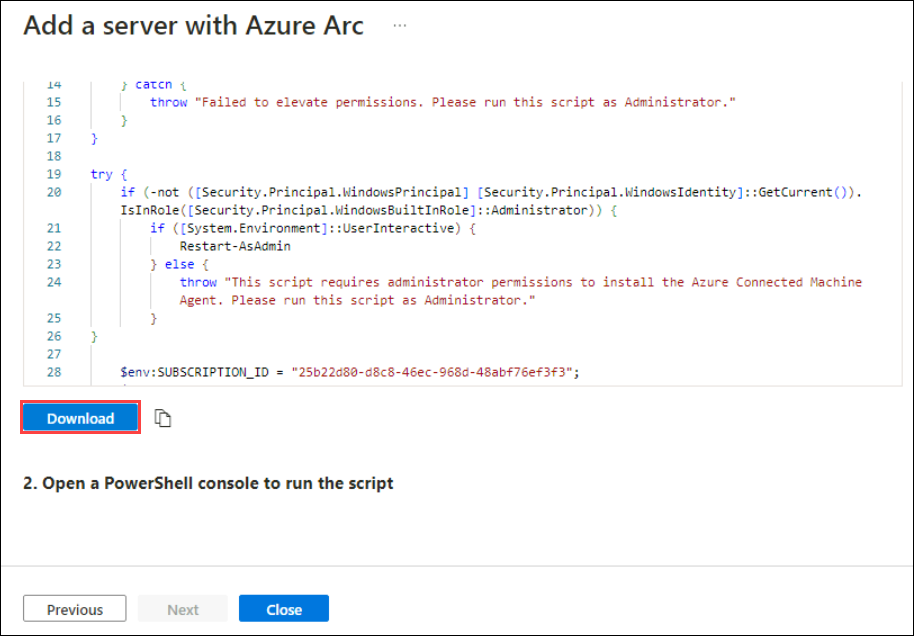 Add a server with Azure Arc ...
14 } catch {
15 throw "Failed to elevate permissions. Please run this script as Administrator."
16 }
17 }
18
19 try {
20 if (-not ([Security.Principal.WindowsPrincipal] [Security.Principal.WindowsIdentity]::GetCurrent()).
IsInRole([Security.Principal.WindowsBuiltInRole]::Administrator)) {
21 if ([System.Environment]::UserInteractive) {
22 Restart-AsAdmin
23 } else {
24 throw "This script requires administrator permissions to install the Azure Connected Machine
Agent. Please run this script as Administrator."
25 }
26 }
27
28 $env:SUBSCRIPTION_ID = "25b22d80-d8c8-46ec-968d-48abf76ef3f3";
Download
2. Open a PowerShell console to run the script
Previous Next Close